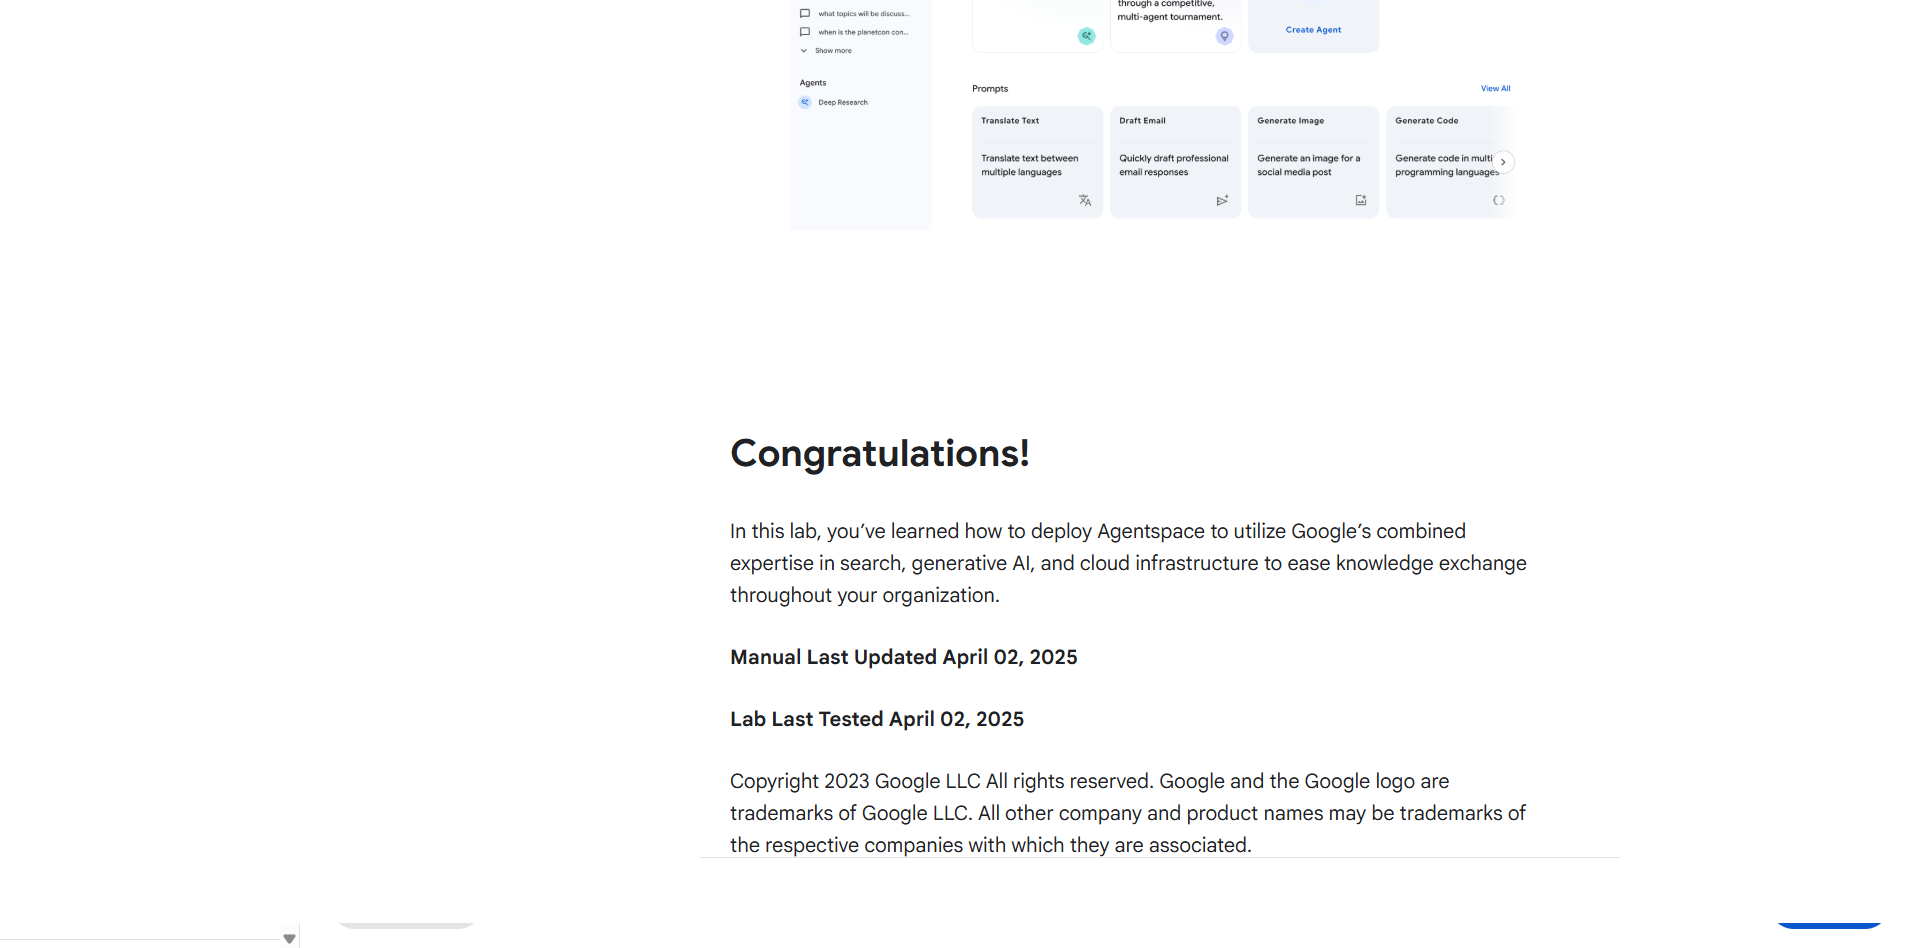 what topics will be discuss...
when is the planetcon con...
Show more
Agents
Deep Research
through a competitive,
multi-agent tournament.
Create Agent
Prompts
View All
Translate Text
Translate text between
multiple languages
Draft Email
Quickly draft professional
email responses
Generate Image
Generate an image for a
social media post
Generate Code
Generate code in multi
programming languages
Congratulations!
In this lab, you’ve learned how to deploy Agentspace to utilize Google’s combined
expertise in search, generative AI, and cloud infrastructure to ease knowledge exchange
throughout your organization.
Manual Last Updated April 02, 2025
Lab Last Tested April 02, 2025
Copyright 2023 Google LLC All rights reserved. Google and the Google logo are
trademarks of Google LLC. All other company and product names may be trademarks of
the respective companies with which they are associated.